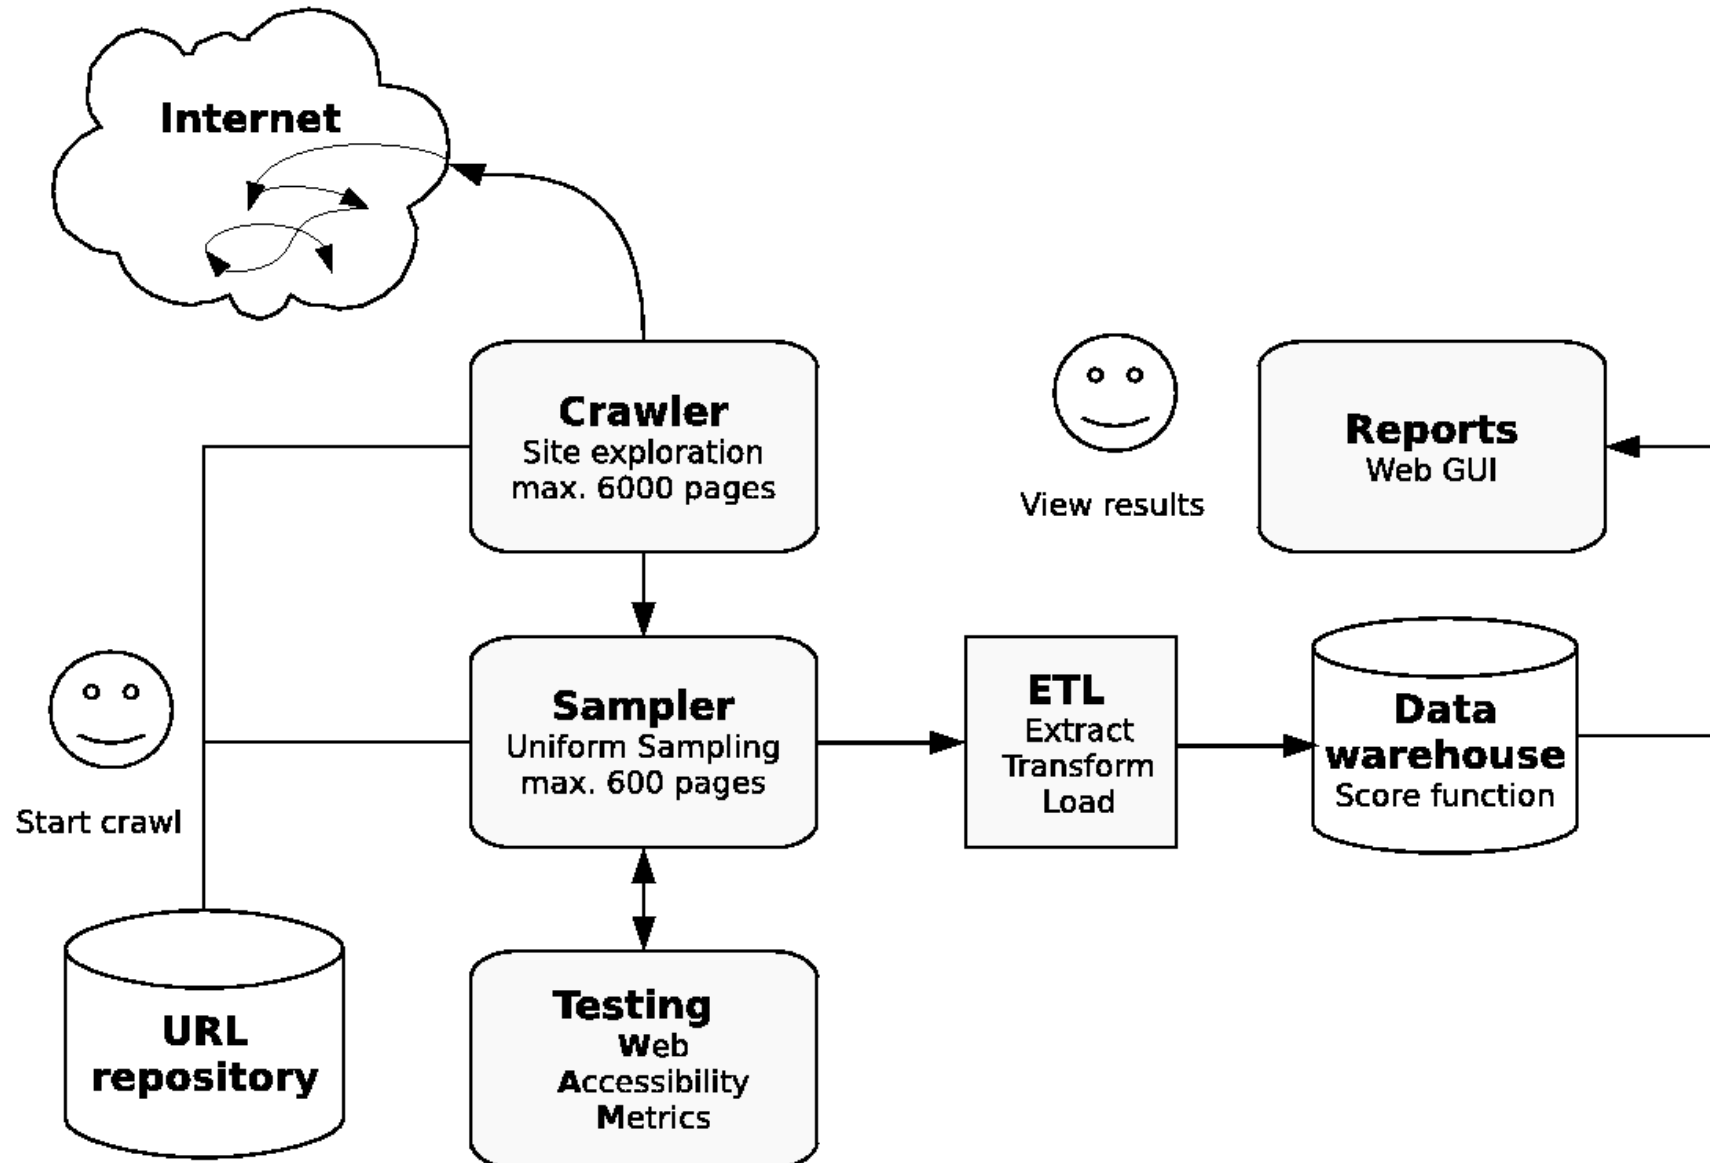 Internet
Crawler
Site exploration
max. 6000 pages
View results
Reports
Web GUI
Start crawl
Sampler
Uniform Sampling
max. 600 pages
ETL
Extract
Transform
Load
Data
warehouse
Score function
URL
repository
Testing
Web
Accessibility
Metrics